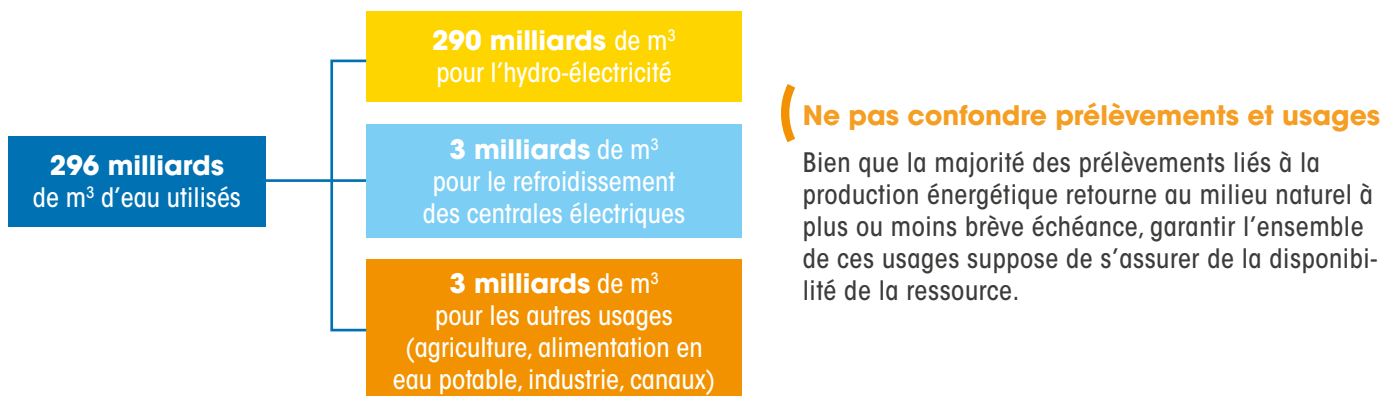 296 milliards
de m³ d'eau utilisés
290 milliards de m³
pour l'hydro-électricité
3 milliards de m³
pour le refroidissement
des centrales électriques
3 milliards de m³
pour les autres usages
(agriculture, alimentation en
eau potable, industrie, canaux)
Ne pas confondre prélèvements et usages
Bien que la majorité des prélèvements liés à la
production énergétique retourne au milieu naturel à
plus ou moins brève échéance, garantir l'ensemble
de ces usages suppose de s'assurer de la disponibi-
lité de la ressource.